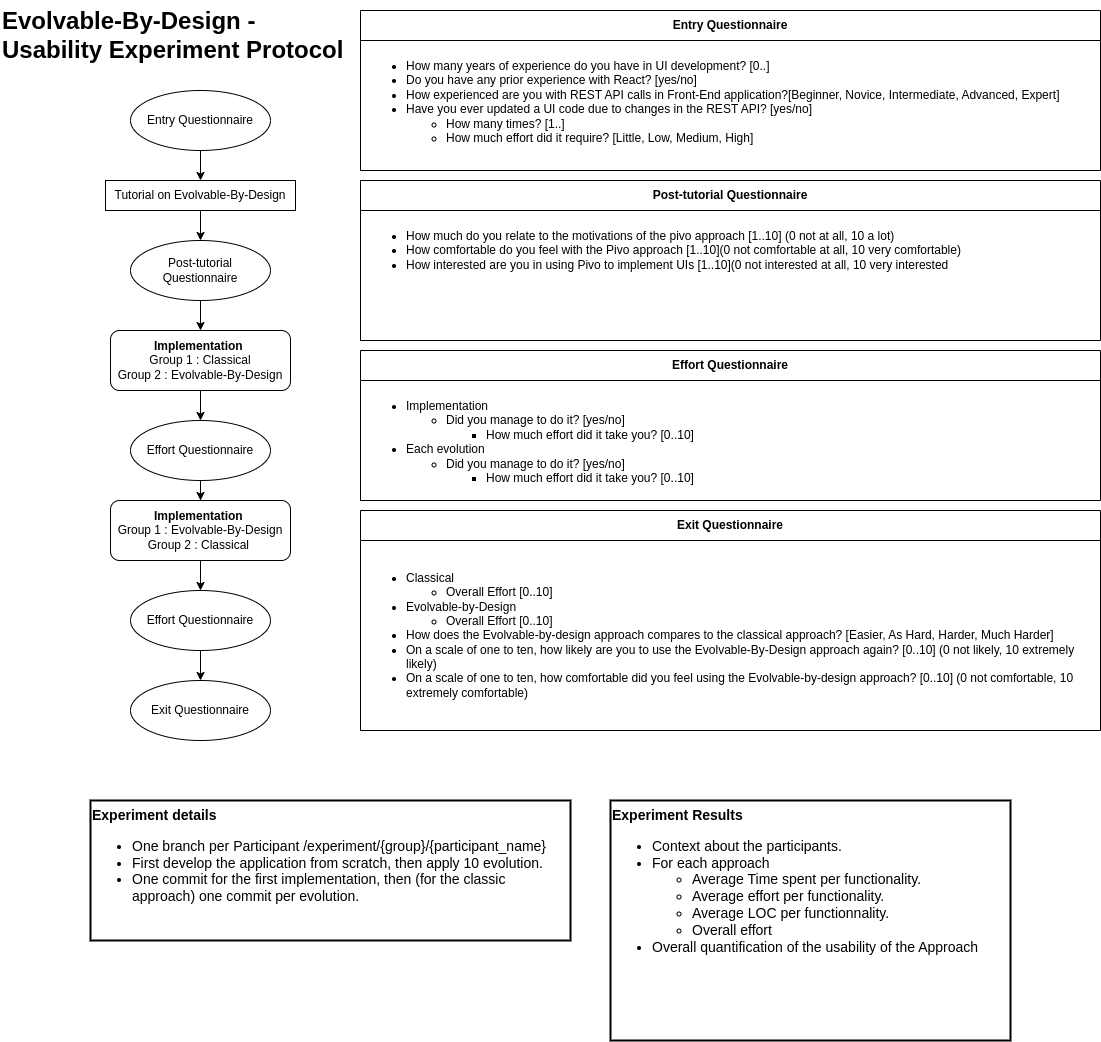 Evolvable-By-Design -
Usability Experiment Protocol
Entry Questionnaire
Tutorial on Evolvable-By-Design
Post-tutorial
Questionnaire
Implementation
Group 1 : Classical
Group 2 : Evolvable-By-Design
Effort Questionnaire
Implementation
Group 1 : Evolvable-By-Design
Group 2 : Classical
Effort Questionnaire
Exit Questionnaire
Entry Questionnaire
How many years of experience do you have in UI development? [0..]
Do you have any prior experience with React? [yes/no]
How experienced are you with REST API calls in Front-End application?[Beginner, Novice, Intermediate, Advanced, Expert]
Have you ever updated a UI code due to changes in the REST API? [yes/no]
How many times? [1..]
How much effort did it require? [Little, Low, Medium, High]
Post-tutorial Questionnaire
How much do you relate to the motivations of the pivo approach [1..10] (0 not at all, 10 a lot)
How comfortable do you feel with the Pivo approach [1..10](0 not comfortable at all, 10 very comfortable)
How interested are you in using Pivo to implement UIs [1..10](0 not interested at all, 10 very interested
Effort Questionnaire
Implementation
Did you manage to do it? [yes/no]
How much effort did it take you? [0..10]
Each evolution
Did you manage to do it? [yes/no]
How much effort did it take you? [0..10]
Exit Questionnaire
Classical
Overall Effort [0..10]
Evolvable-by-Design
Overall Effort [0..10]
How does the Evolvable-by-design approach compares to the classical approach? [Easier, As Hard, Harder, Much Harder]
On a scale of one to ten, how likely are you to use the Evolvable-By-Design approach again? [0..10] (0 not likely, 10 extremely
likely)
On a scale of one to ten, how comfortable did you feel using the Evolvable-by-design approach? [0..10] (0 not comfortable, 10
extremely comfortable)
Experiment details
One branch per Participant /experiment/{group}/{participant_name}
First develop the application from scratch, then apply 10 evolution.
One commit for the first implementation, then (for the classic
approach) one commit per evolution.
Experiment Results
Context about the participants.
For each approach
Average Time spent per functionality.
Average effort per functionality.
Average LOC per functionnality.
Overall effort
Overall quantification of the usability of the Approach